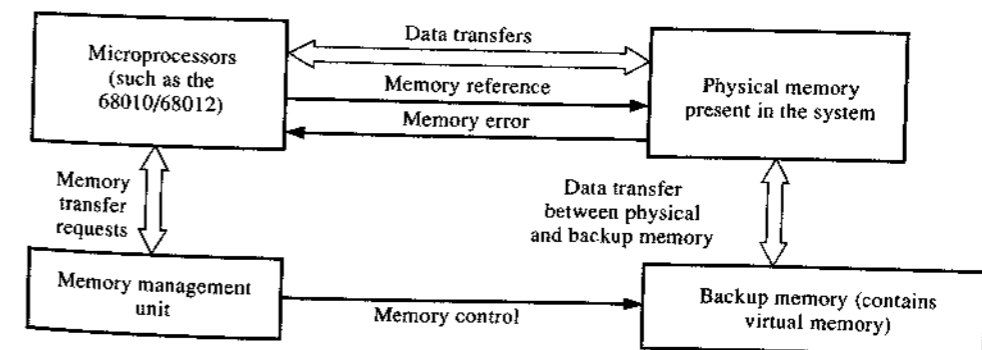 Microprocessors
(such as the
68010/68012)
Data transfers
Memory reference
Memory error
Physical memory
present in the system
Memory
transfer
requests
Data transfer
between physical
and backup memory
Memory management
unit
Memory control
Backup memory (contains
virtual memory)